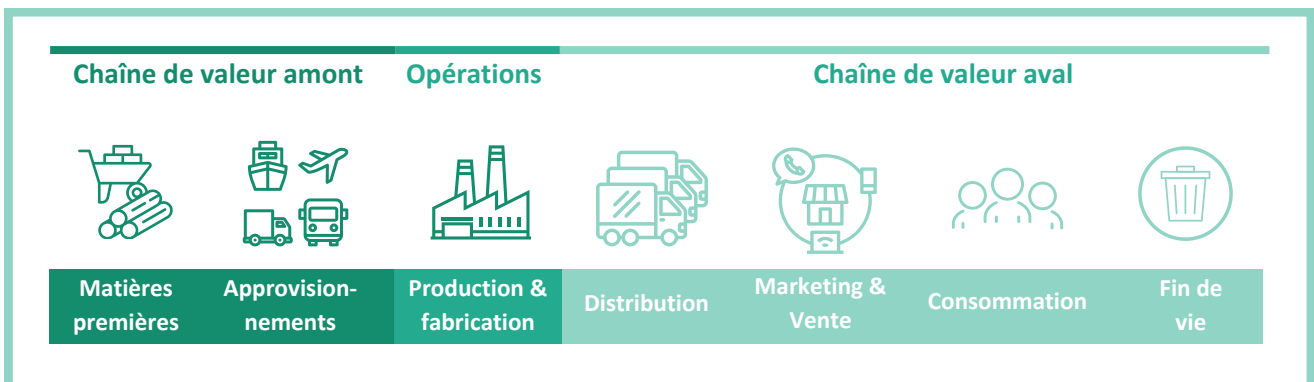 Chaîne de valeur amont
Opérations
Chaîne de valeur aval
Matières
premières
Approvision-
nements
Production &
fabrication
Distribution
Marketing &
Vente
Consommation
Fin de
vie